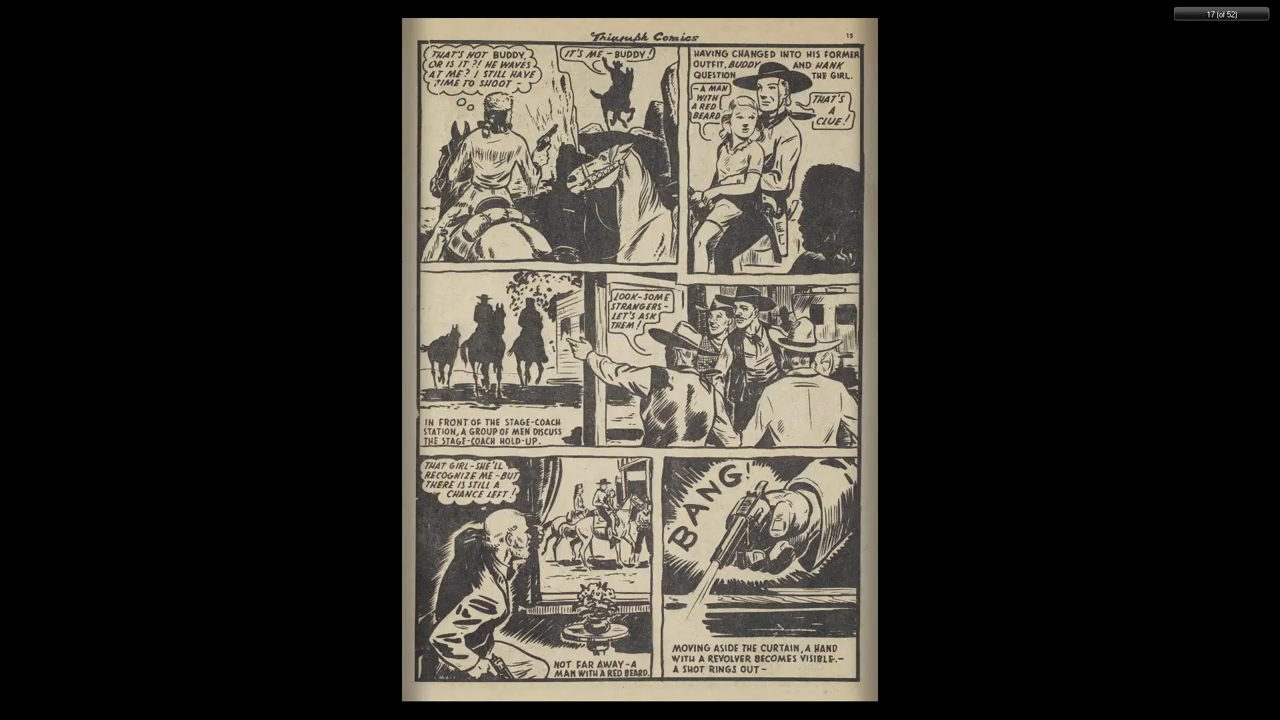 17 (of 52)
Triumph Comics
15
THAT'S NOT BUDDY,
OR IS IT?! HE WAVES
AT ME? I STILL HAVE
TIME TO SHOOT -
IT'S ME - BUDDY!
HAVING CHANGED INTO HIS FORMER
OUTFIT, BUDDY AND HANK
QUESTION THE GIRL.
- A MAN
WITH
A RED
BEARD
THAT'S
A
CLUE!
IN FRONT OF THE STAGE-COACH
STATION, A GROUP OF MEN DISCUSS
THE STAGE-COACH HOLD-UP.
LOOK - SOME
STRANGERS -
LET'S ASK
THEM!
THAT GIRL - SHE'LL
RECOGNIZE ME - BUT
THERE IS STILL A
CHANCE LEFT!
NOT FAR AWAY - A
MAN WITH A RED BEARD.
BANG!
MOVING ASIDE THE CURTAIN, A HAND
WITH A REVOLVER BECOMES VISIBLE. -
A SHOT RINGS OUT -